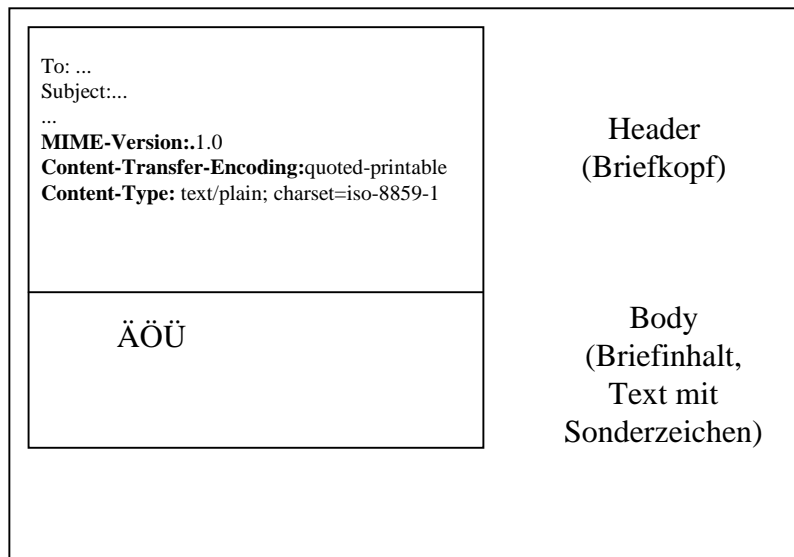 To: ...
Subject:...
...
MIME-Version:.1.0
Content-Transfer-Encoding:quoted-printable
Content-Type: text/plain; charset=iso-8859-1
Header
(Briefkopf)
ÄÖÜ
Body
(Briefinhalt,
Text mit
Sonderzeichen)